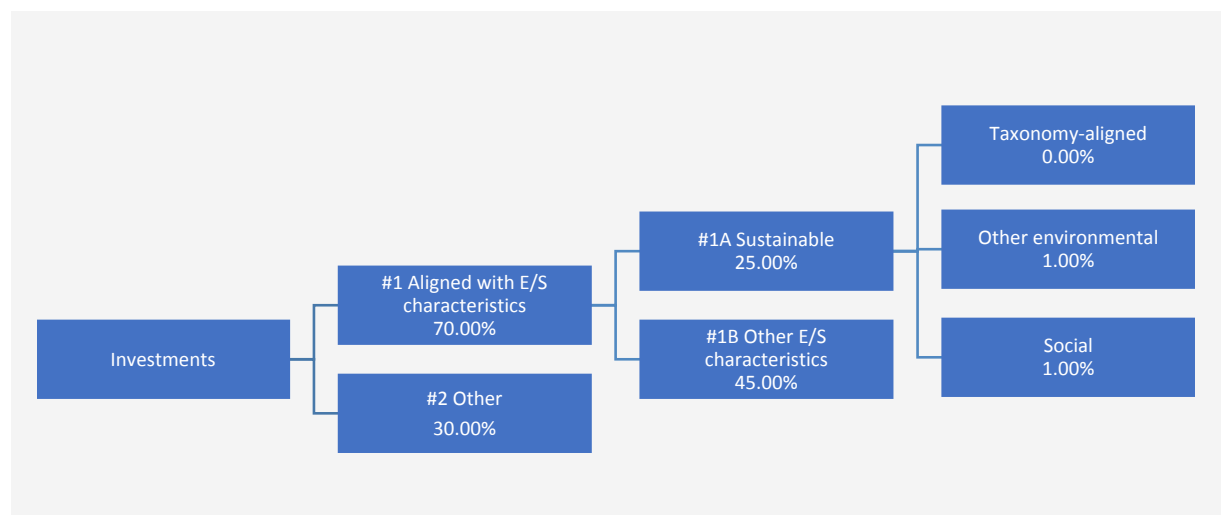 Investments
#1 Aligned with E/S
characteristics
70.00%
#2 Other
30.00%
#1A Sustainable
25.00%
#1B Other E/S
characteristics
45.00%
Taxonomy-aligned
0.00%
Other environmental
1.00%
Social
1.00%